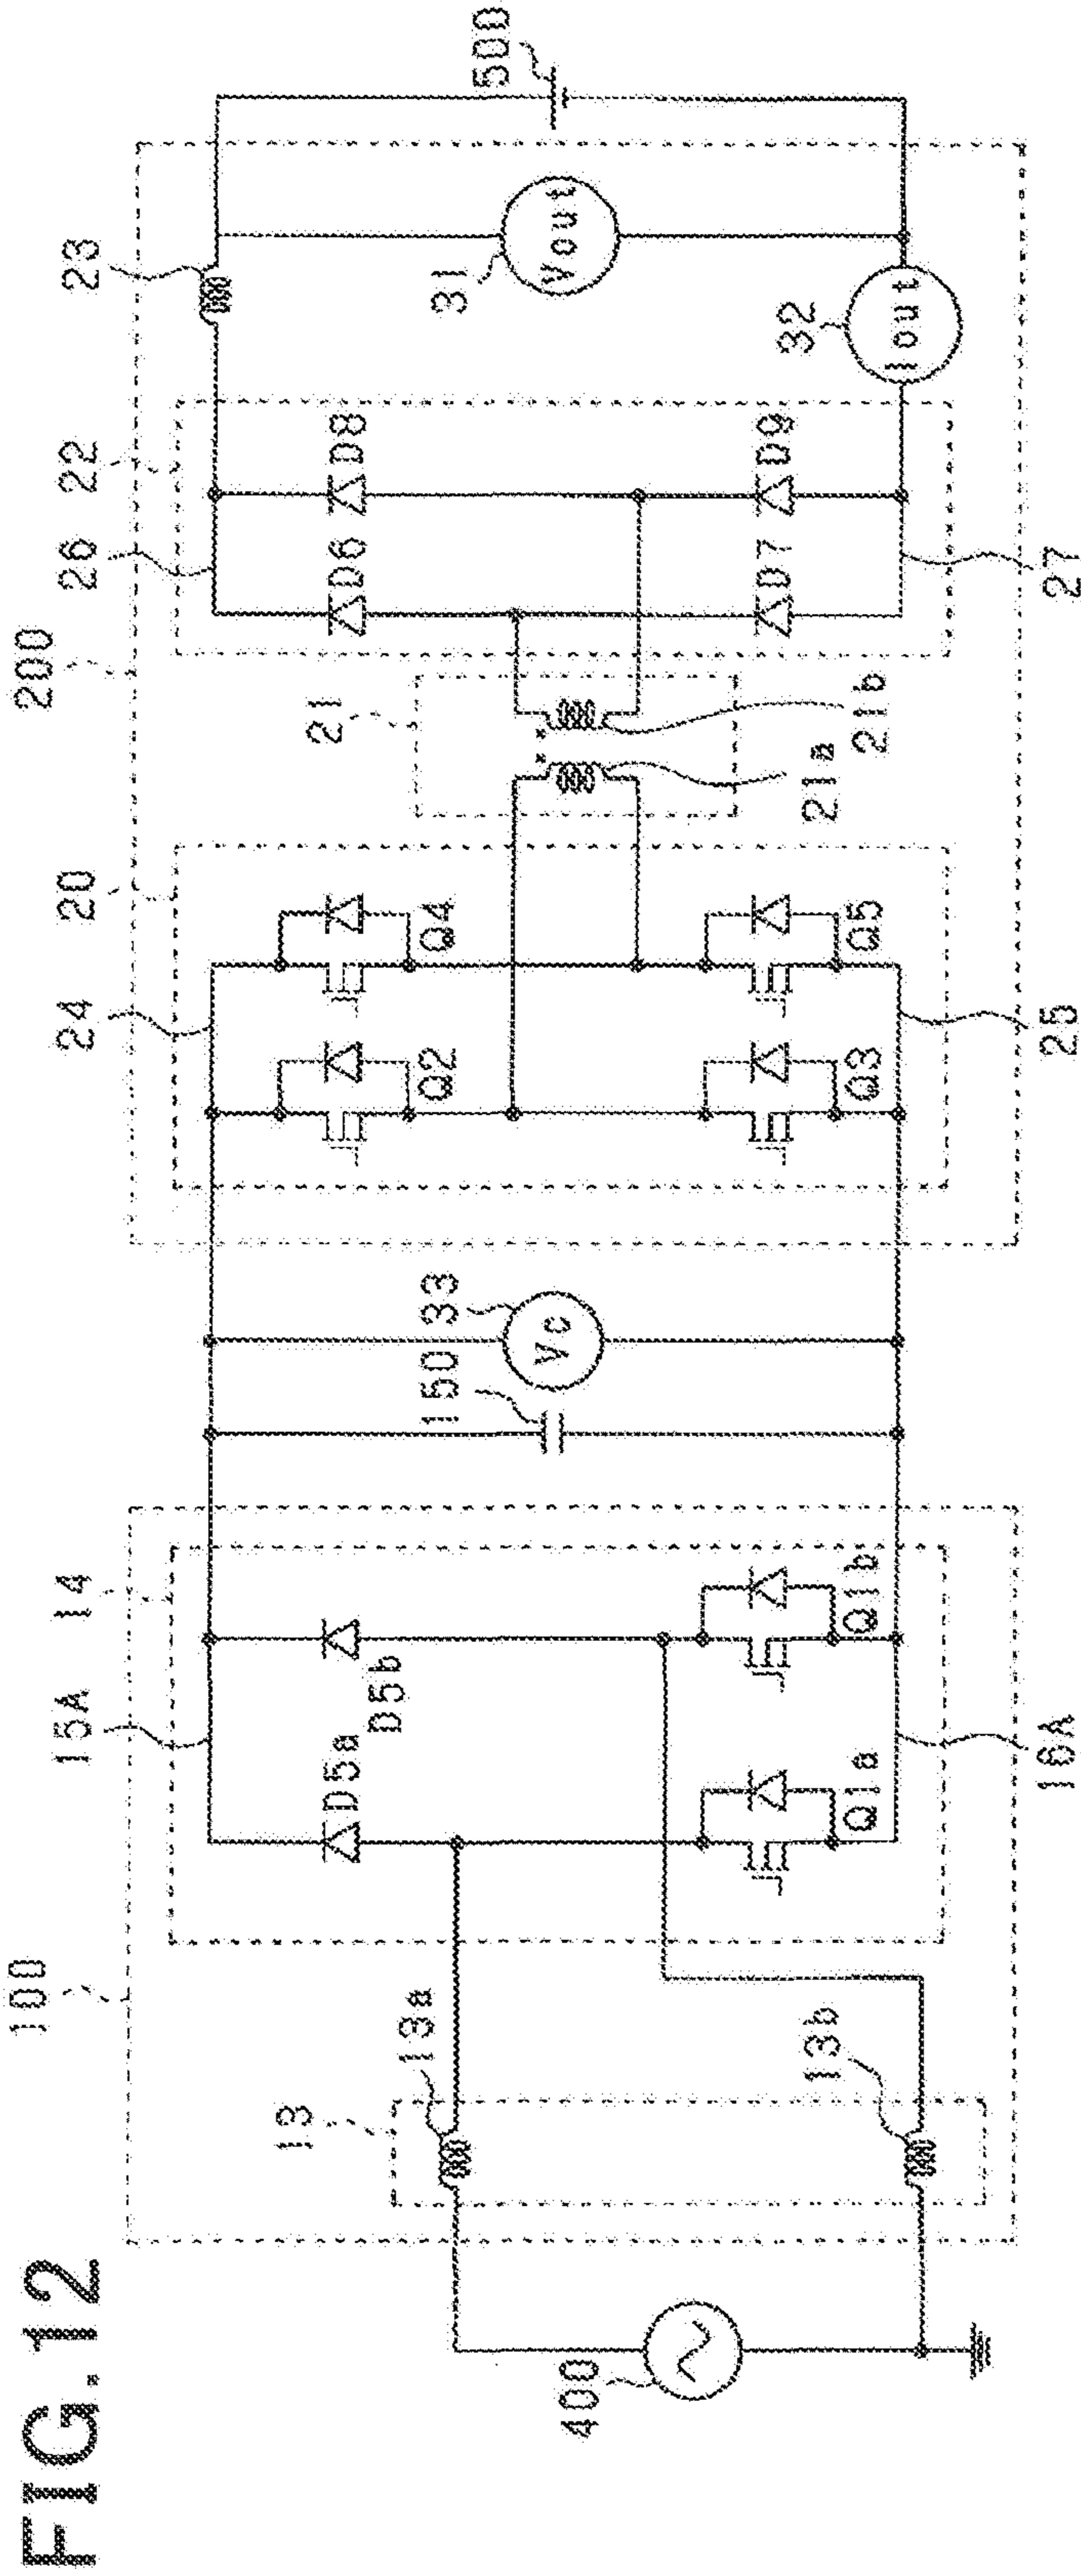 FIG.12
100
200
13
13a
13b
14
15A
16A
D5a
D5b
Q1a
Q1b
150
33
Vc
20
24
25
Q2
Q4
Q3
Q5
21
21a
21b
22
26
27
D6
D8
D7
D9
23
31
Vout
32
Iout
400
500